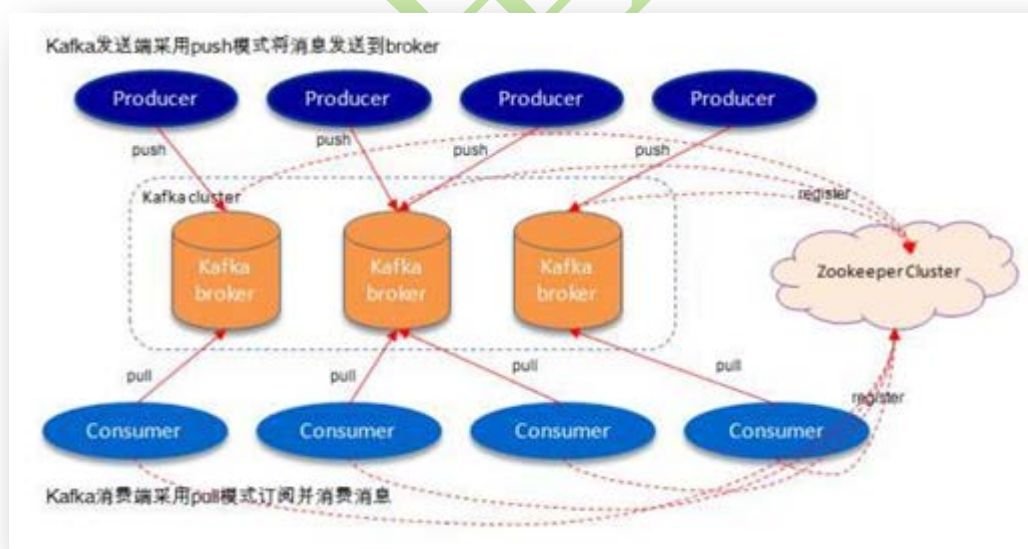 Kafka发送端采用push模式将消息发送到broker
Producer Producer Producer Producer
push push push push
Kafka cluster
register
Kafka broker
Kafka broker
Kafka broker
Zookeeper Cluster
pull pull pull pull
register
Consumer Consumer Consumer Consumer
Kafka消费端采用pull模式订阅并消费消息